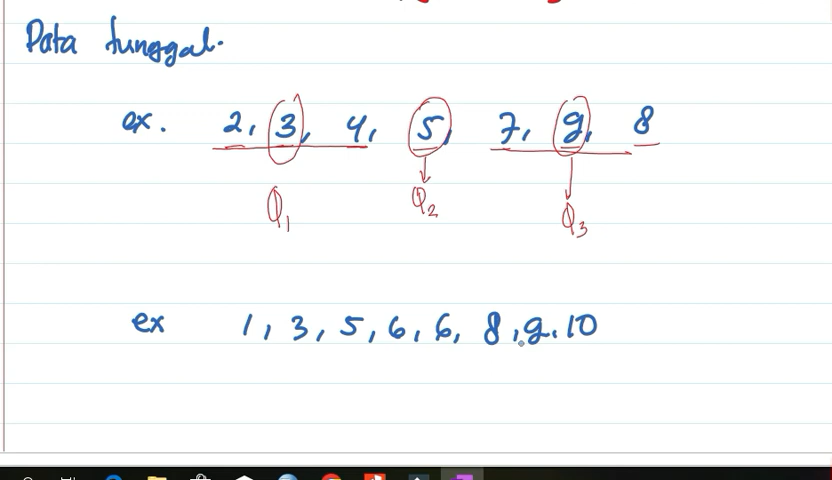 Data tunggal.
ex. 2, 3, 4, 5, 7, 9, 8
Q1 Q2 Q3
ex 1, 3, 5, 6, 6, 8, 9, 10